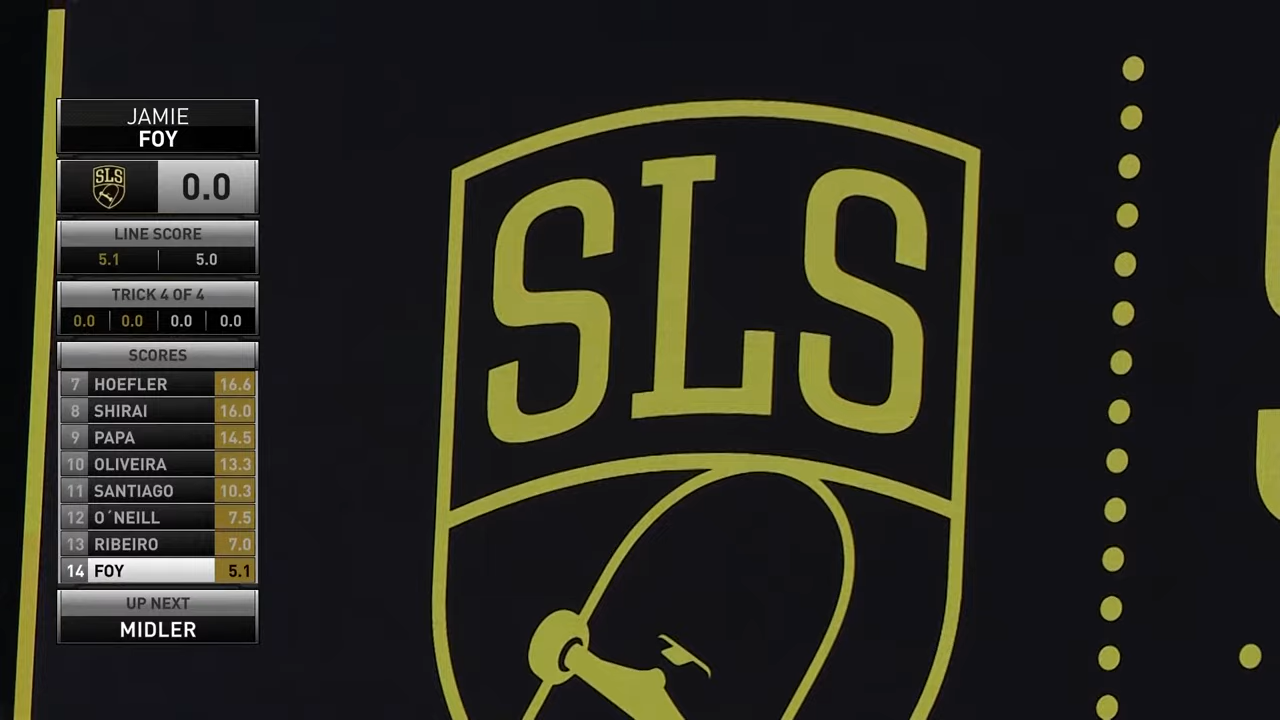 JAMIE
FOY
SLS 0.0
LINE SCORE
5.1 5.0
TRICK 4 OF 4
0.0 0.0 0.0 0.0
SCORES
7 HOEFLER 16.6
8 SHIRAI 16.0
9 PAPA 14.5
10 OLIVEIRA 13.3
11 SANTIAGO 10.3
12 O´NEILL 7.5
13 RIBEIRO 7.0
14 FOY 5.1
UP NEXT
MIDLER
SLS